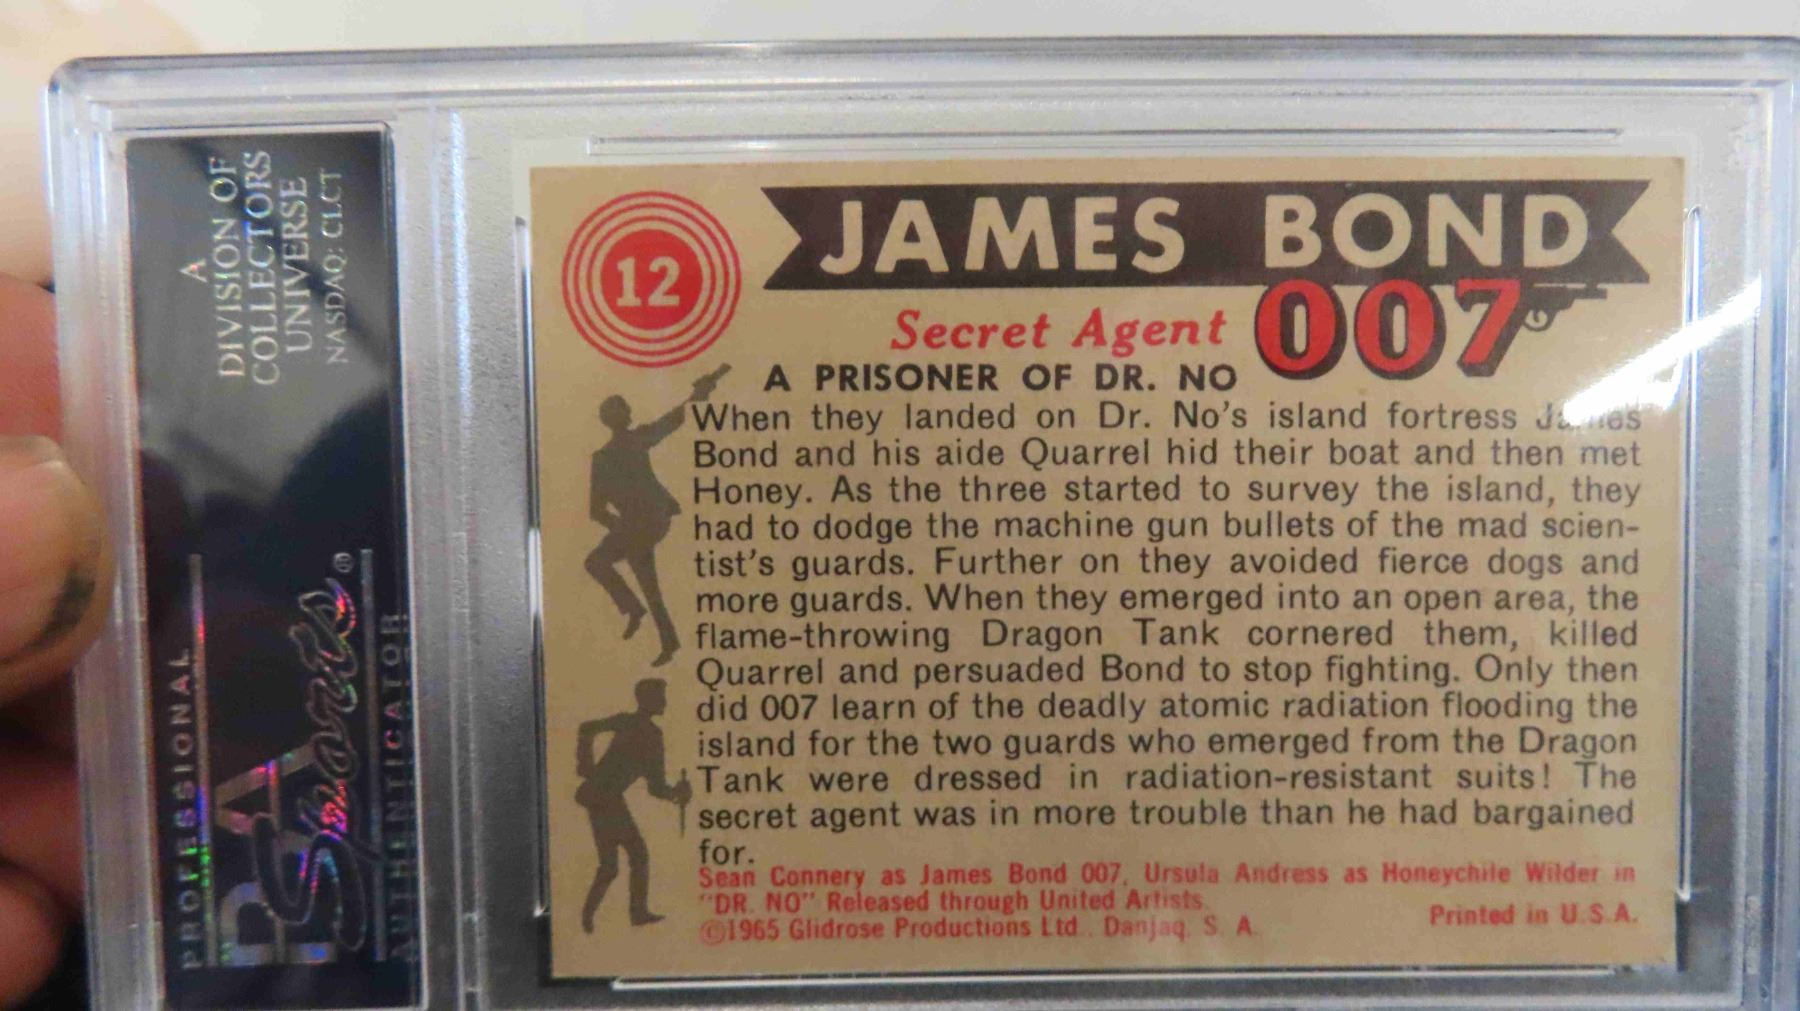 A
DIVISION OF
COLLECTORS
UNIVERSE
NASDAQ: CLCT
PROFESSIONAL
PSA
Sports®
AUTHENTICATOR
12
JAMES BOND
Secret Agent 007
A PRISONER OF DR. NO
When they landed on Dr. No's island fortress James
Bond and his aide Quarrel hid their boat and then met
Honey. As the three started to survey the island, they
had to dodge the machine gun bullets of the mad scien-
tist's guards. Further on they avoided fierce dogs and
more guards. When they emerged into an open area, the
flame-throwing Dragon Tank cornered them, killed
Quarrel and persuaded Bond to stop fighting. Only then
did 007 learn of the deadly atomic radiation flooding the
island for the two guards who emerged from the Dragon
Tank were dressed in radiation-resistant suits! The
secret agent was in more trouble than he had bargained
for.
Sean Connery as James Bond 007, Ursula Andress as Honeychile Wilder in
"DR. NO" Released through United Artists.
©1965 Glidrose Productions Ltd., Danjaq, S. A.
Printed in U.S.A.